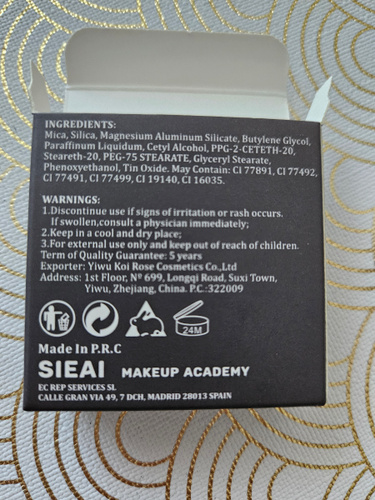 INGREDIENTS:
Mica, Silica, Magnesium Aluminum Silicate, Butylene Glycol,
Paraffinum Liquidum, Cetyl Alcohol, PPG-2-CETETH-20,
Steareth-20, PEG-75 STEARATE, Glyceryl Stearate,
Phenoxyethanol, Tin Oxide. May Contain: CI 77891, CI 77492,
CI 77491, CI 77499, CI 19140, CI 16035.
WARNINGS:
1.Discontinue use if signs of irritation or rash occurs.
If swollen,consult a physician immediately;
2.Keep in a cool and dry place;
3.For external use only and keep out of reach of children.
Term of Quality Guarantee: 5 years
Exporter: Yiwu Koi Rose Cosmetics Co.,Ltd
Address: 1st Floor, Nº 699, Longqi Road, Suxi Town,
Yiwu, Zhejiang, China. P.C.:322009
24M
Made In P.R.C
SIEAI MAKEUP ACADEMY
EC REP SERVICES SL
CALLE GRAN VIA 49, 7 DCH, MADRID 28013 SPAIN